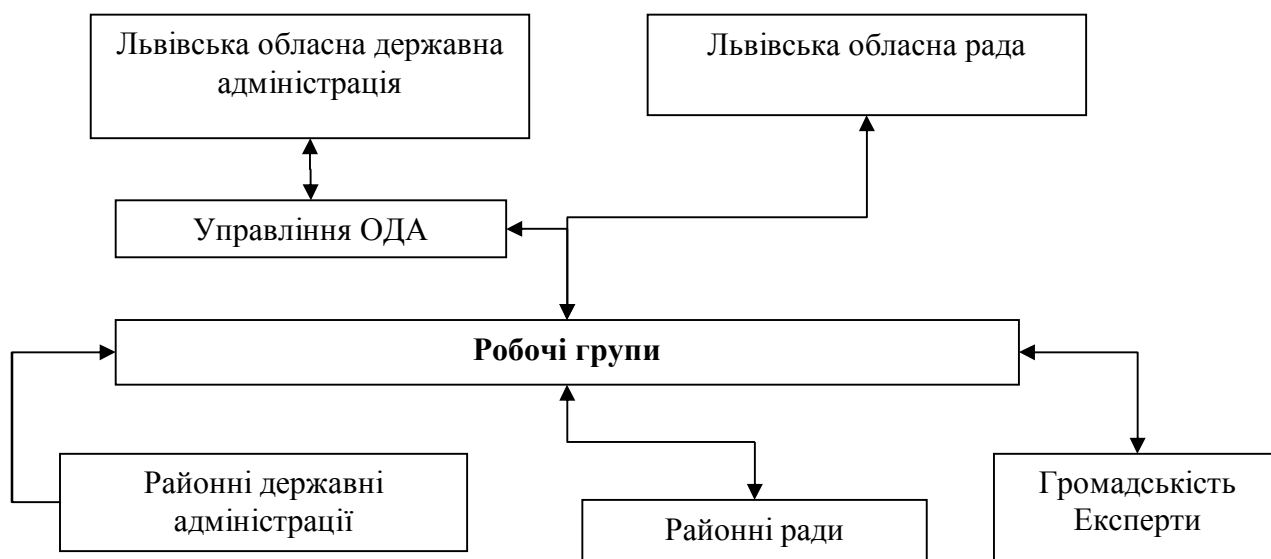 Львівська обласна державна
адміністрація
Львівська обласна рада
Управління ОДА
Робочі групи
Районні державні
адміністрації
Районні ради
Громадськість
Експерти